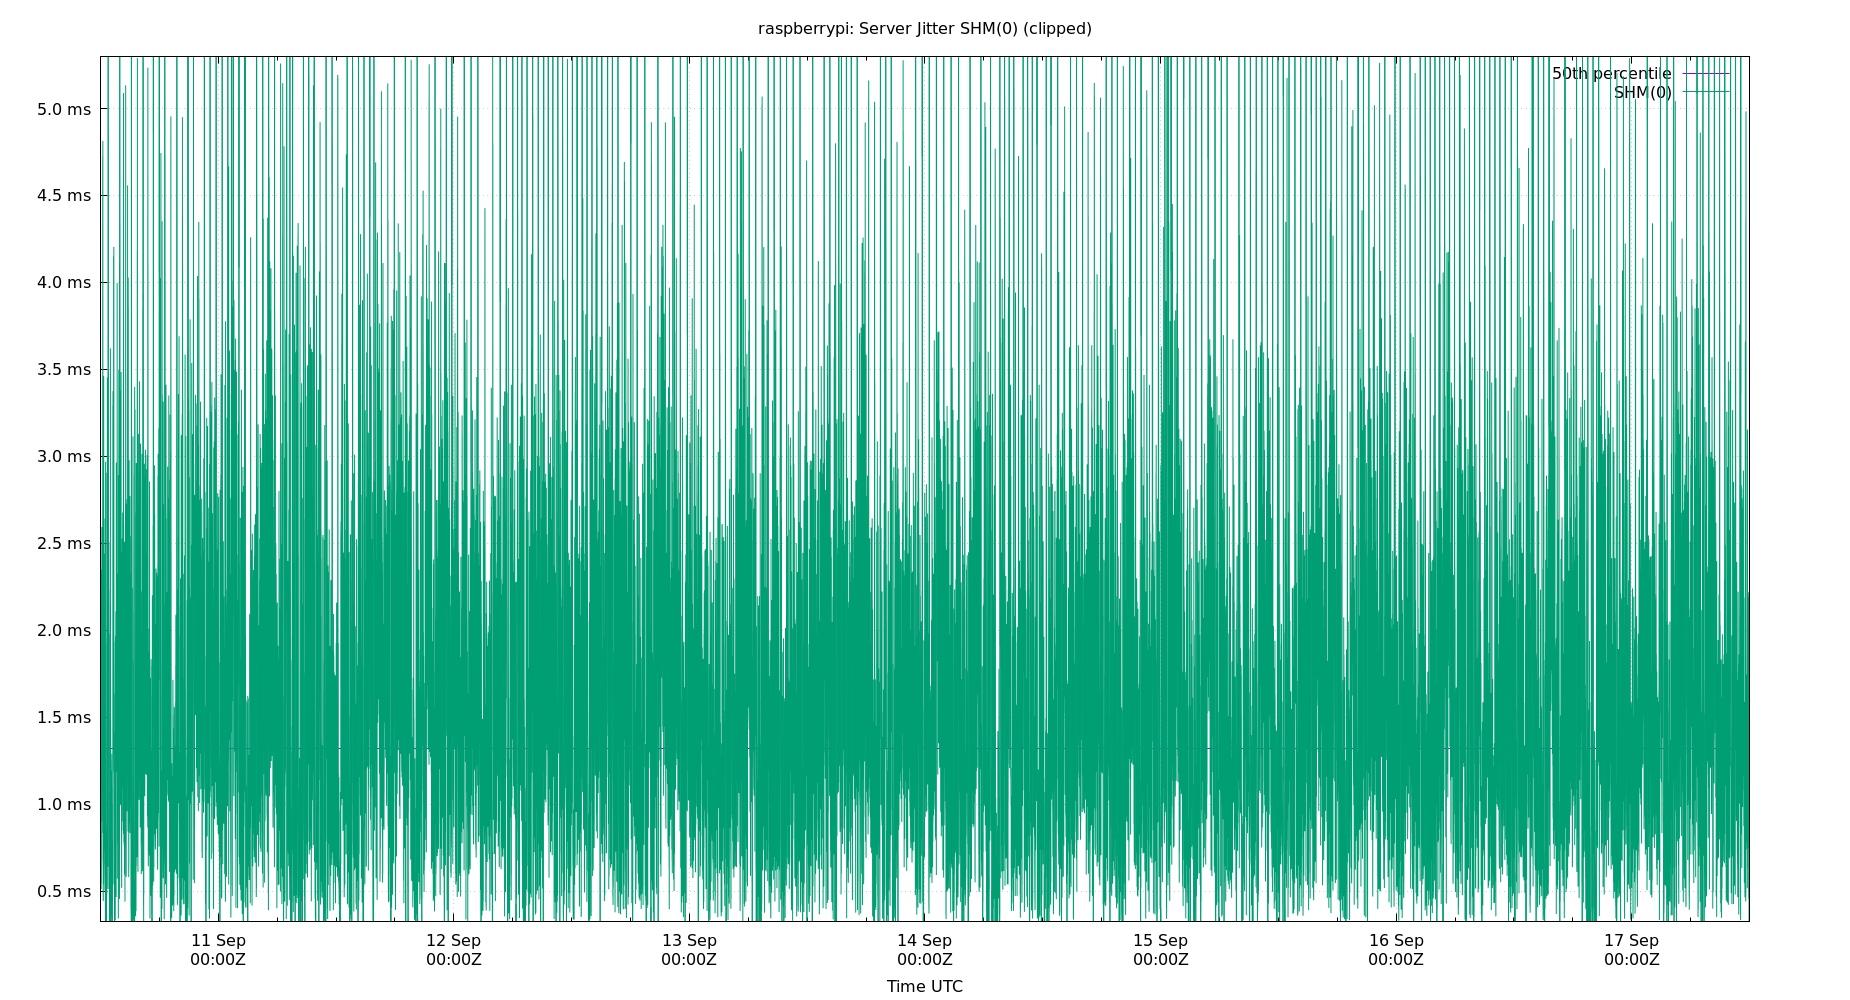 raspberrypi: Server Jitter SHM(0) (clipped)
50th percentile
SHM(0)
5.0 ms
4.5 ms
4.0 ms
3.5 ms
3.0 ms
2.5 ms
2.0 ms
1.5 ms
1.0 ms
0.5 ms
11 Sep 12 Sep 13 Sep 14 Sep 15 Sep 16 Sep 17 Sep
00:00Z 00:00Z 00:00Z 00:00Z 00:00Z 00:00Z 00:00Z
Time UTC